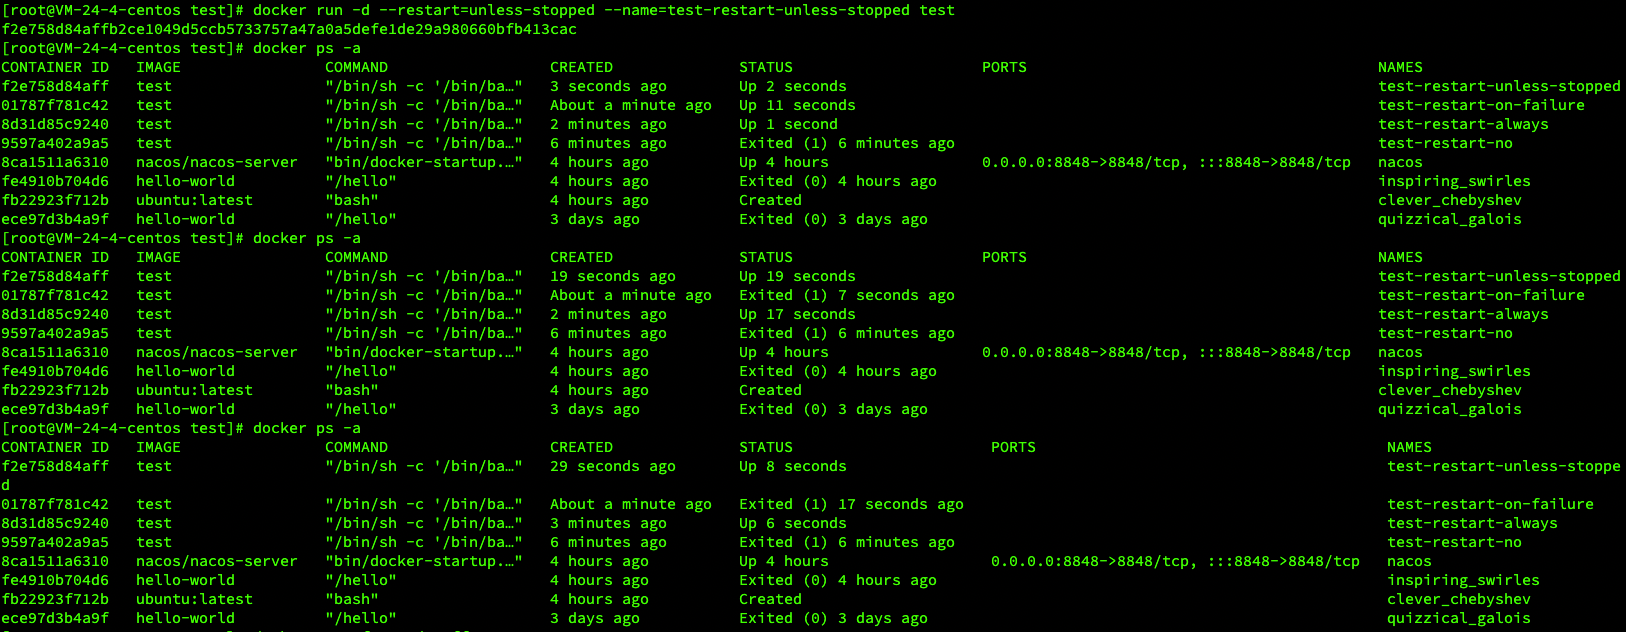 [root@VM-24-4-centos test]# docker run -d --restart=unless-stopped --name=test-restart-unless-stopped test
f2e758d84affb2ce1049d5ccb5733757a47a0a5defe1de29a980660bfb413cac
[root@VM-24-4-centos test]# docker ps -a
CONTAINER ID   IMAGE                COMMAND                  CREATED              STATUS                     PORTS                                       NAMES
f2e758d84aff   test                 "/bin/sh -c '/bin/ba…"   3 seconds ago        Up 2 seconds                                                           test-restart-unless-stopped
01787f781c42   test                 "/bin/sh -c '/bin/ba…"   About a minute ago   Up 11 seconds                                                          test-restart-on-failure
8d31d85c9240   test                 "/bin/sh -c '/bin/ba…"   2 minutes ago        Up 1 second                                                            test-restart-always
9597a402a9a5   test                 "/bin/sh -c '/bin/ba…"   6 minutes ago        Exited (1) 6 minutes ago                                               test-restart-no
8ca1511a6310   nacos/nacos-server   "bin/docker-startup.…"   4 hours ago          Up 4 hours                 0.0.0.0:8848->8848/tcp, :::8848->8848/tcp   nacos
fe4910b704d6   hello-world          "/hello"                 4 hours ago          Exited (0) 4 hours ago                                                 inspiring_swirles
fb22923f712b   ubuntu:latest        "bash"                   4 hours ago          Created                                                                clever_chebyshev
ece97d3b4a9f   hello-world          "/hello"                 3 days ago           Exited (0) 3 days ago                                                  quizzical_galois
[root@VM-24-4-centos test]# docker ps -a
CONTAINER ID   IMAGE                COMMAND                  CREATED              STATUS                     PORTS                                       NAMES
f2e758d84aff   test                 "/bin/sh -c '/bin/ba…"   19 seconds ago       Up 19 seconds                                                          test-restart-unless-stopped
01787f781c42   test                 "/bin/sh -c '/bin/ba…"   About a minute ago   Exited (1) 7 seconds ago                                               test-restart-on-failure
8d31d85c9240   test                 "/bin/sh -c '/bin/ba…"   2 minutes ago        Up 17 seconds                                                          test-restart-always
9597a402a9a5   test                 "/bin/sh -c '/bin/ba…"   6 minutes ago        Exited (1) 6 minutes ago                                               test-restart-no
8ca1511a6310   nacos/nacos-server   "bin/docker-startup.…"   4 hours ago          Up 4 hours                 0.0.0.0:8848->8848/tcp, :::8848->8848/tcp   nacos
fe4910b704d6   hello-world          "/hello"                 4 hours ago          Exited (0) 4 hours ago                                                 inspiring_swirles
fb22923f712b   ubuntu:latest        "bash"                   4 hours ago          Created                                                                clever_chebyshev
ece97d3b4a9f   hello-world          "/hello"                 3 days ago           Exited (0) 3 days ago                                                  quizzical_galois
[root@VM-24-4-centos test]# docker ps -a
CONTAINER ID   IMAGE                COMMAND                  CREATED              STATUS                      PORTS                                       NAMES
f2e758d84aff   test                 "/bin/sh -c '/bin/ba…"   29 seconds ago       Up 8 seconds                                                            test-restart-unless-stoppe
d
01787f781c42   test                 "/bin/sh -c '/bin/ba…"   About a minute ago   Exited (1) 17 seconds ago                                               test-restart-on-failure
8d31d85c9240   test                 "/bin/sh -c '/bin/ba…"   3 minutes ago        Up 6 seconds                                                            test-restart-always
9597a402a9a5   test                 "/bin/sh -c '/bin/ba…"   6 minutes ago        Exited (1) 6 minutes ago                                                test-restart-no
8ca1511a6310   nacos/nacos-server   "bin/docker-startup.…"   4 hours ago          Up 4 hours                  0.0.0.0:8848->8848/tcp, :::8848->8848/tcp   nacos
fe4910b704d6   hello-world          "/hello"                 4 hours ago          Exited (0) 4 hours ago                                                  inspiring_swirles
fb22923f712b   ubuntu:latest        "bash"                   4 hours ago          Created                                                                 clever_chebyshev
ece97d3b4a9f   hello-world          "/hello"                 3 days ago           Exited (0) 3 days ago                                                   quizzical_galois